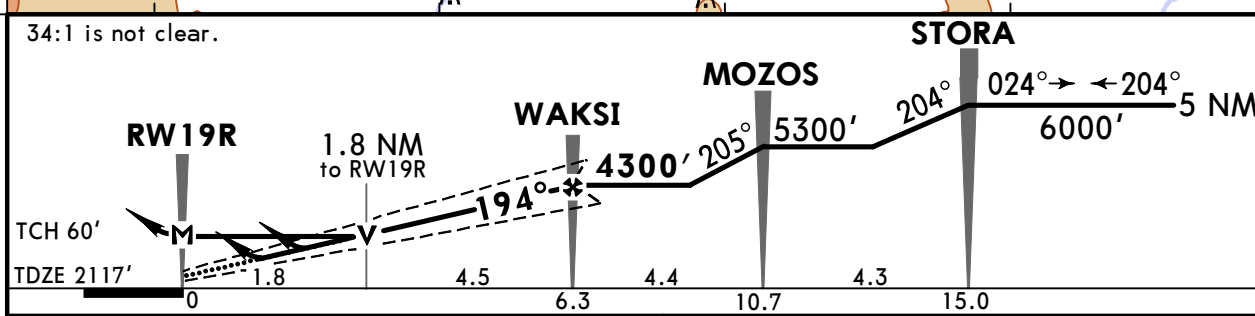 34:1 is not clear.
STORA
MOZOS
024° 204°
WAKSI
204°
5 NM
RW19R
1.8 NM
to RW19R
4300' 205° 5300'
6000'
194°
TCH 60'
M
V
TDZE 2117'
1.8 4.5 4.4 4.3
0 6.3 10.7 15.0